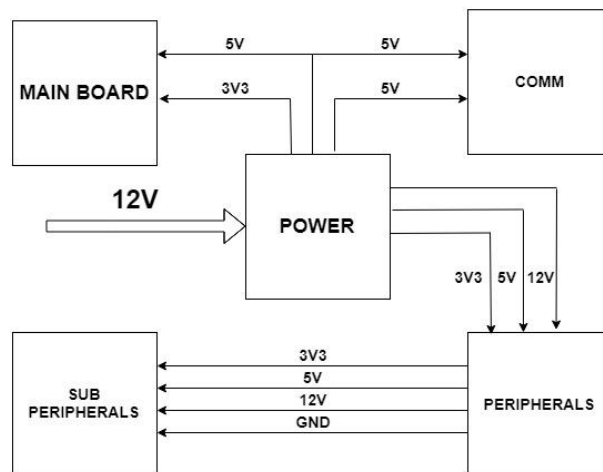 5V
5V
MAIN BOARD
COMM
3V3
5V
12V
POWER
3V3
5V
12V
3V3
5V
SUB
PERIPHERALS
12V
PERIPHERALS
GND